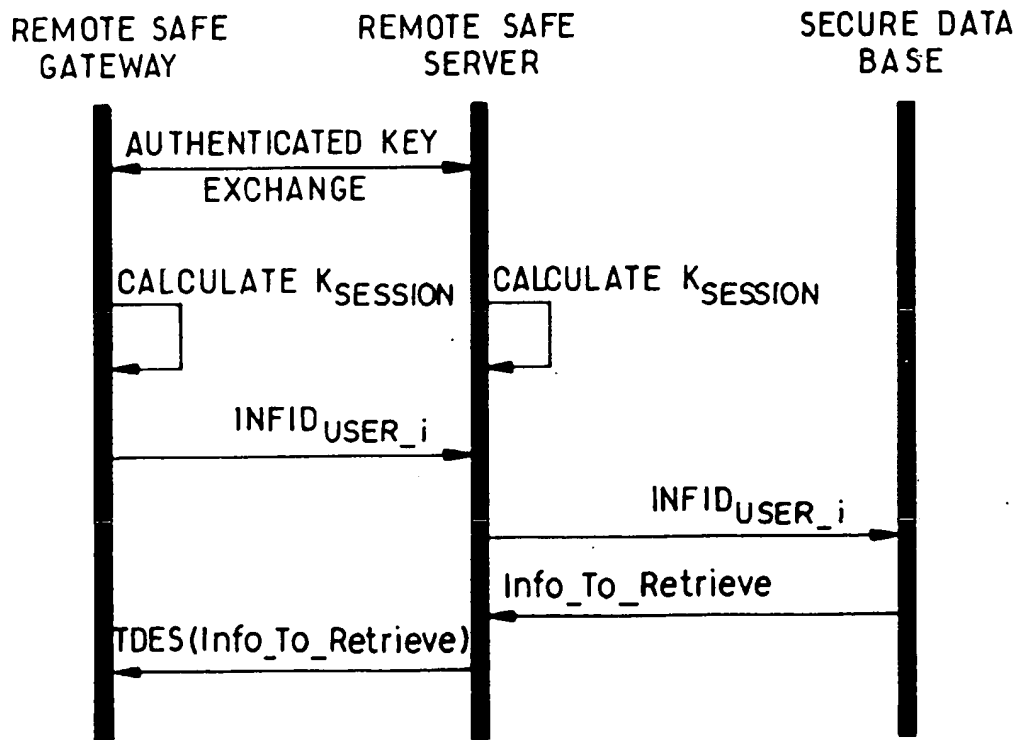 REMOTE SAFE
GATEWAY
REMOTE SAFE
SERVER
SECURE DATA
BASE
AUTHENTICATED KEY
EXCHANGE
CALCULATE KSESSION
CALCULATE KSESSION
INFIDUSER_i
INFIDUSER_i
Info_To_Retrieve
TDES(Info_To_Retrieve)